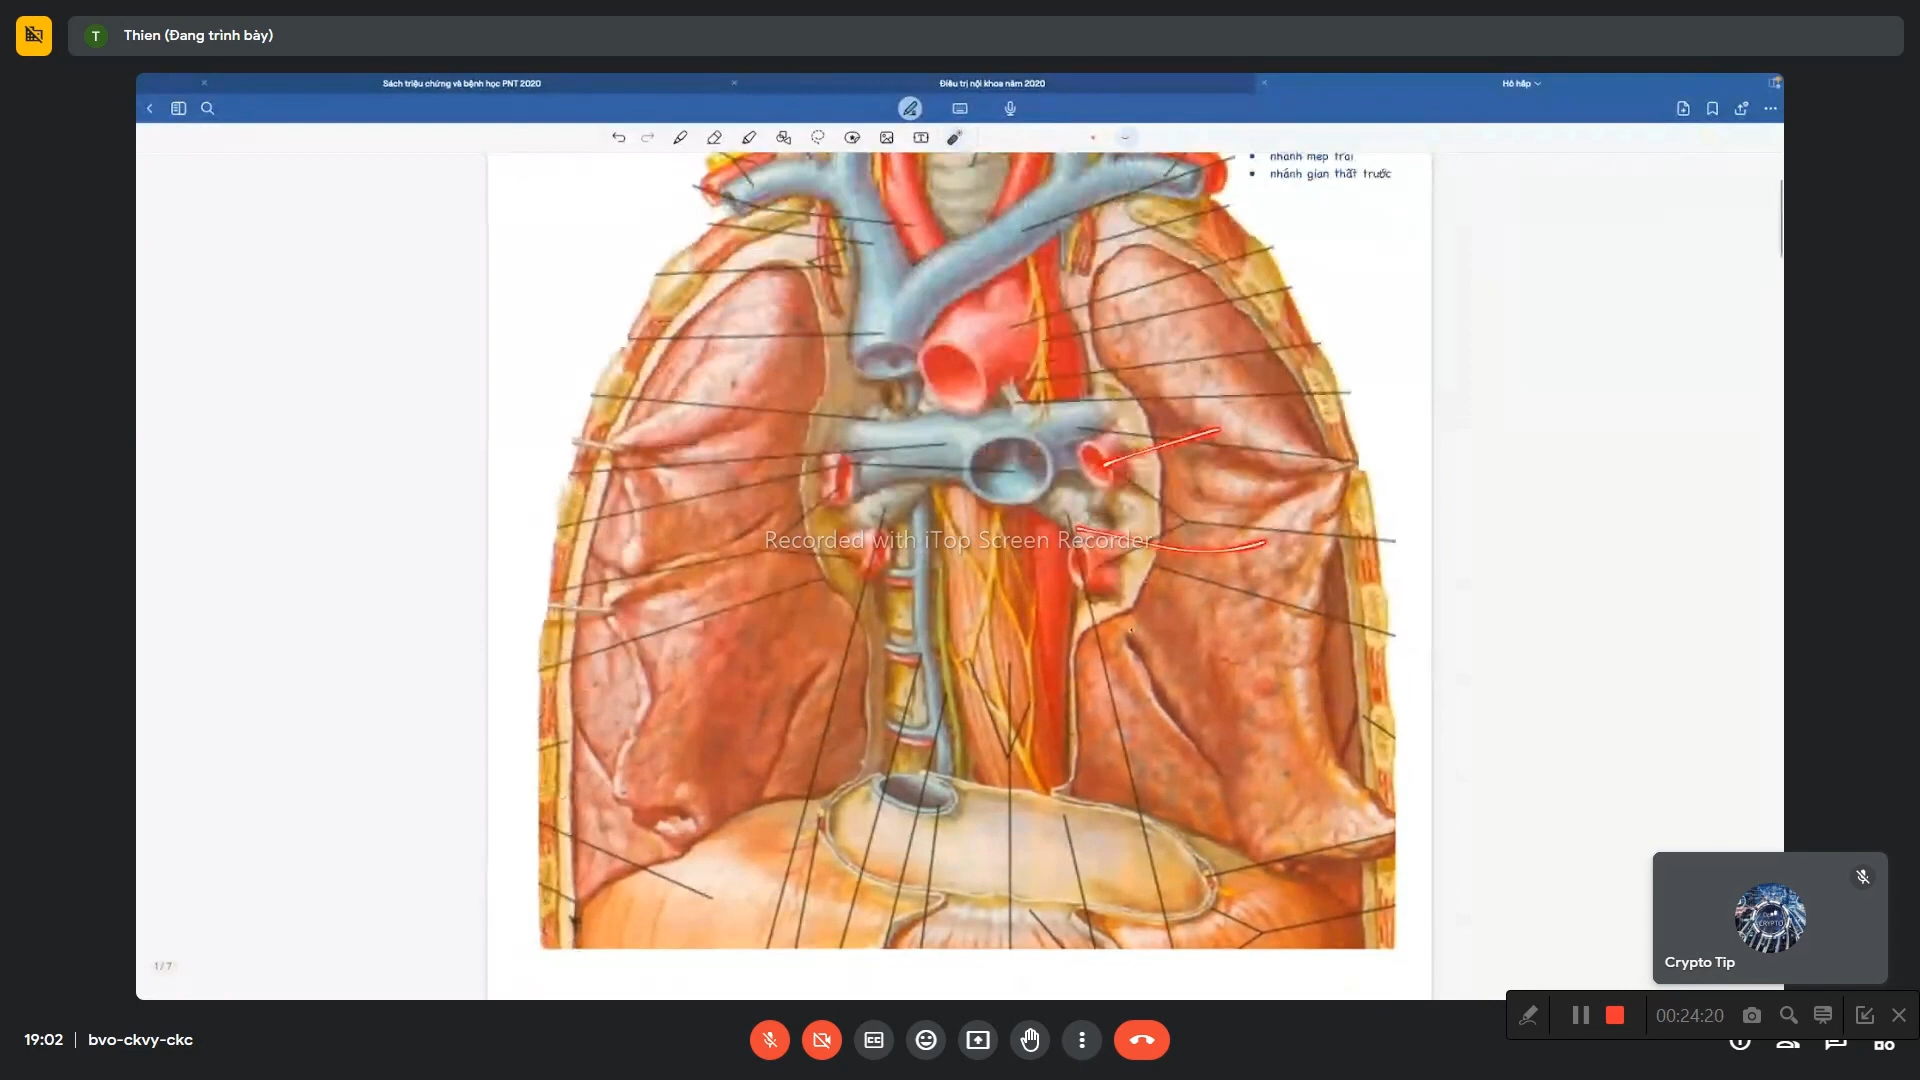 T
Thien (Đang trình bày)
Sách triệu chứng và bệnh học PNT 2020
Điều trị nội khoa năm 2020
Hô hấp
nhánh mép trái
nhánh gian thất trước
Recorded with iTop Screen Recorder
1/7
CRYPTO
Crypto Tip
00:24:20
19:02
bvo-ckvy-ckc